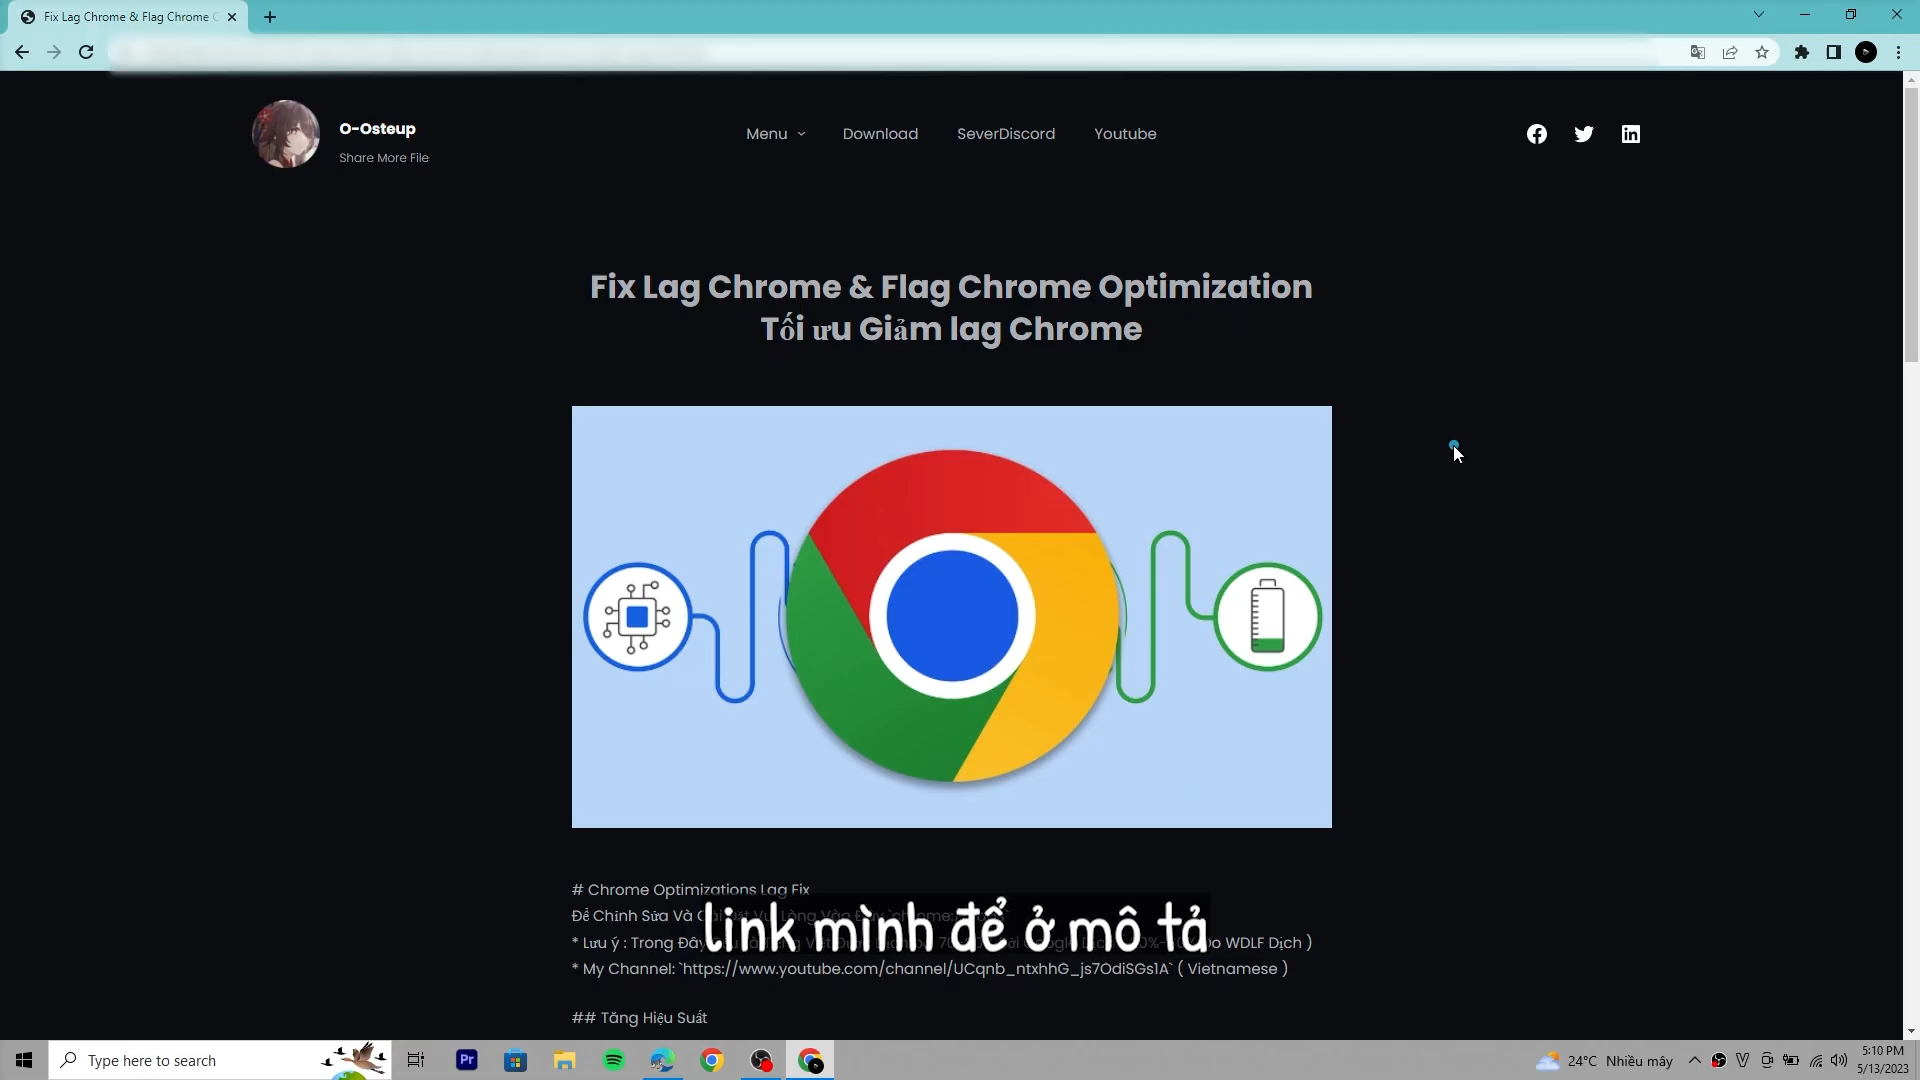 Fix Lag Chrome & Flag Chrome
O-Osteup
Share More File
Menu
Download
SeverDiscord
Youtube
Fix Lag Chrome & Flag Chrome Optimization
Tối ưu Giảm lag Chrome
# Chrome Optimizations Lag Fix
Để Chỉnh Sửa Và
link mình để ở mô tả
* Lưu ý : Trong Đây WDLF Dịch )
* My Channel: `https://www.youtube.com/channel/UCqnb_ntxhhG_js7OdiSGs1A` ( Vietnamese )
## Tăng Hiệu Suất
Type here to search
Pr
24°C Nhiều mây
5:10 PM
5/13/2023